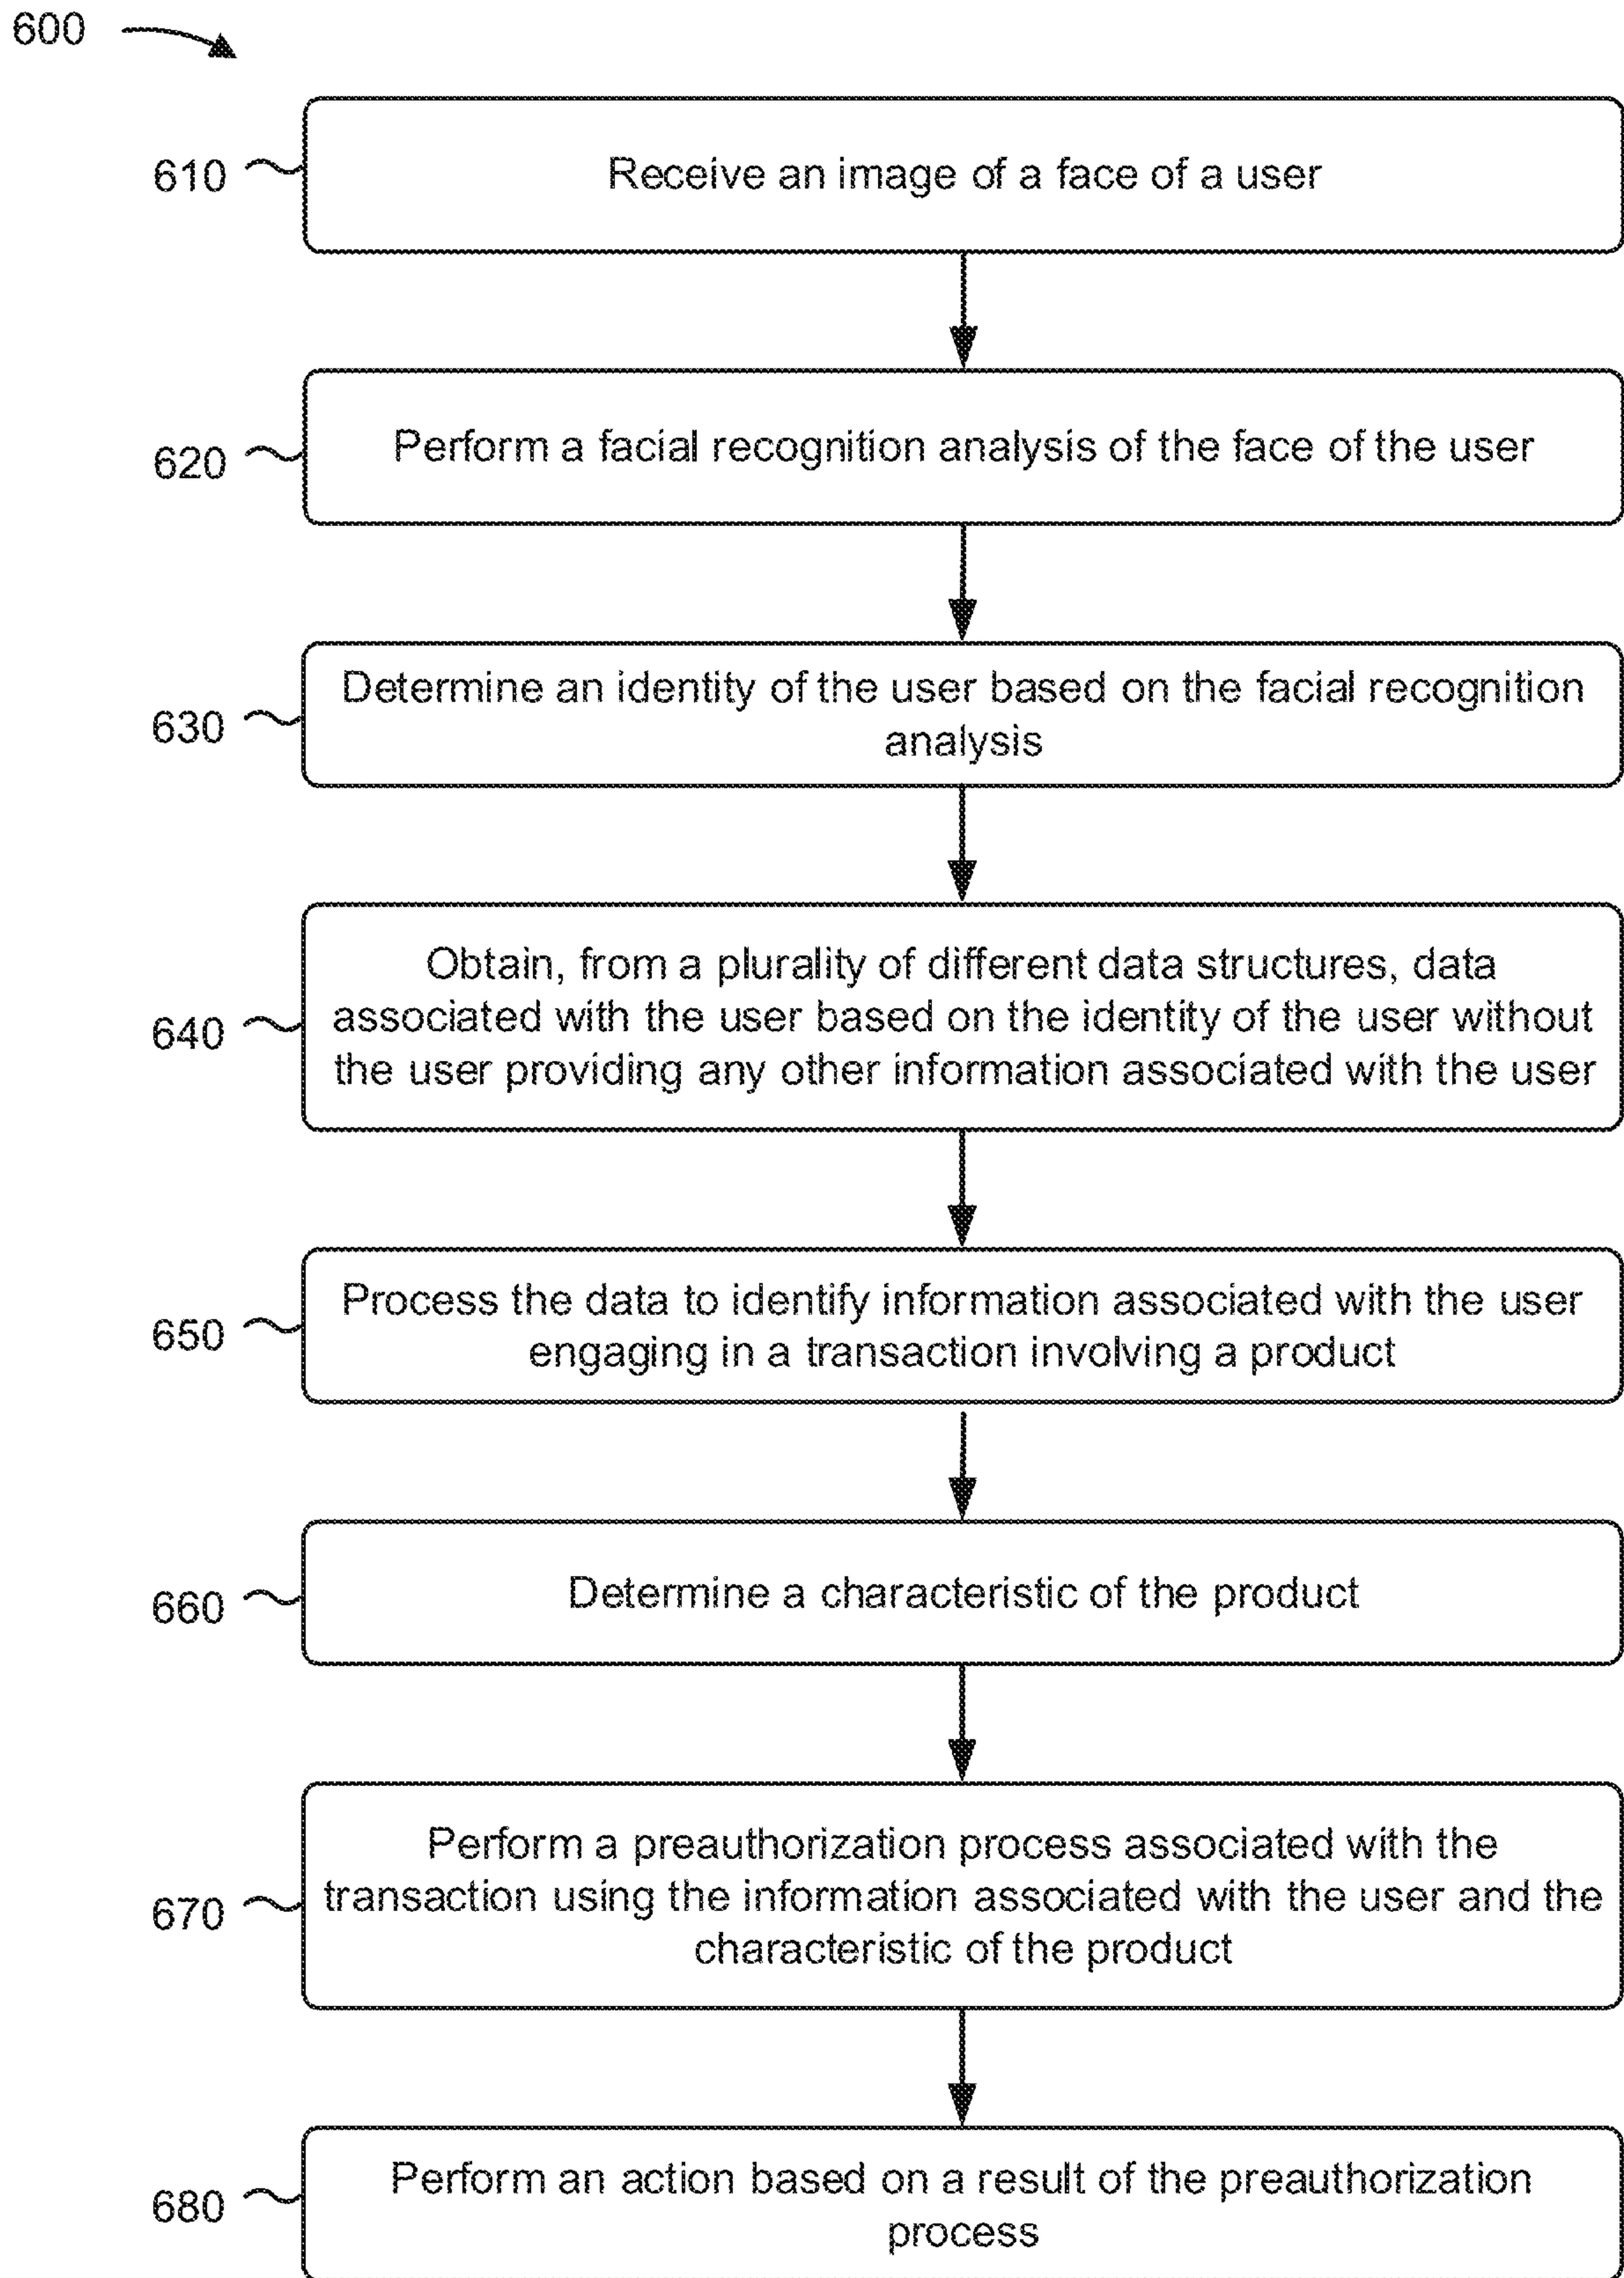 600
610
Receive an image of a face of a user
620
Perform a facial recognition analysis of the face of the user
630
Determine an identity of the user based on the facial recognition
analysis
640
Obtain, from a plurality of different data structures, data
associated with the user based on the identity of the user without
the user providing any other information associated with the user
650
Process the data to identify information associated with the user
engaging in a transaction involving a product
660
Determine a characteristic of the product
670
Perform a preauthorization process associated with the
transaction using the information associated with the user and the
characteristic of the product
680
Perform an action based on a result of the preauthorization
process